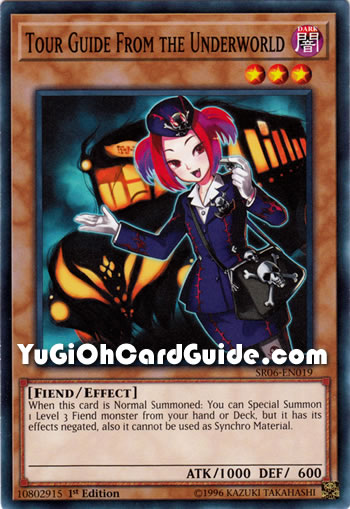 TOUR GUIDE FROM THE UNDERWORLD
DARK
闇
YuGiOhCardGuide.com
SR06-EN019
[FIEND/EFFECT]
When this card is Normal Summoned: You can Special Summon
1 Level 3 Fiend monster from your hand or Deck, but it has its
effects negated, also it cannot be used as Synchro Material.
ATK/1000 DEF/ 600
10802915 1st Edition ©1996 KAZUKI TAKAHASHI